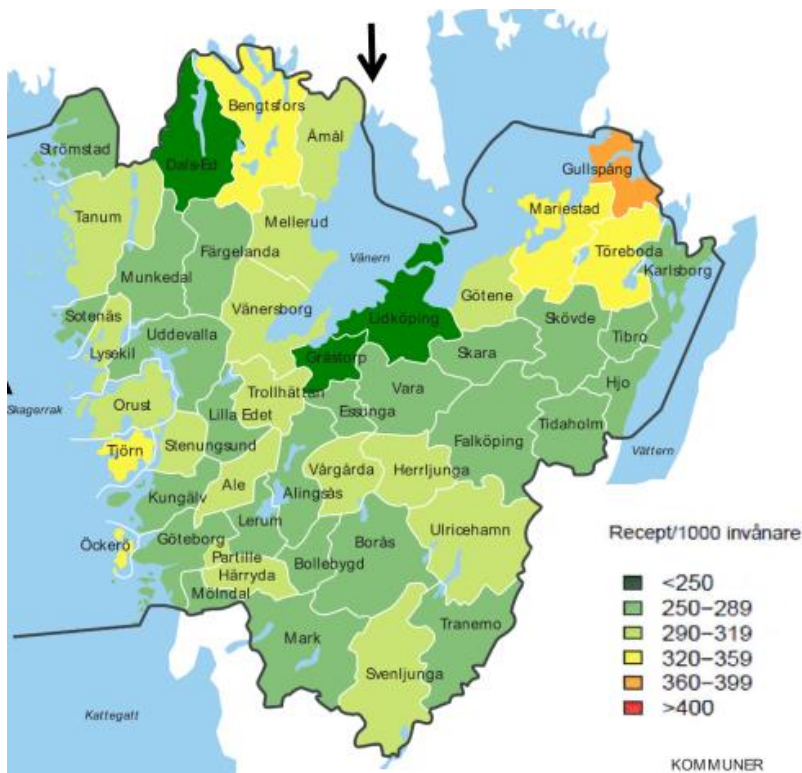 Strömstad
Dals-Ed
Bengtsfors
Åmål
Gullspång
Tanum
Mellerud
Mariestad
Färgelanda
Töreboda
Vänern
Karlsborg
Munkedal
Vänersborg
Götene
Sotenäs
Lidköping
Skövde
Uddevalla
Tibro
Lysekil
Grästorp
Skara
Trollhättan
Vara
Hjo
Orust
Skagerrak
Lilla Edet
Essunga
Tidaholm
Stenungsund
Falköping
Tjörn
Vättern
Vårgårda
Herrljunga
Ale
Kungälv
Alingsås
Lerum
Ulricehamn
Göteborg
Borås
Öckerö
Partille
Bollebygd
Härryda
Mölndal
Tranemo
Mark
Svenljunga
Kattegatt
Recept/1000 invånare
<250
250–289
290–319
320–359
360–399
>400
KOMMUNER